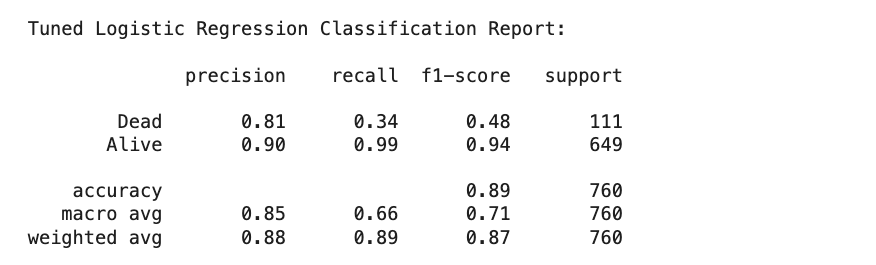 Tuned Logistic Regression Classification Report:
precision recall f1-score support
Dead 0.81 0.34 0.48 111
Alive 0.90 0.99 0.94 649
accuracy 0.89 760
macro avg 0.85 0.66 0.71 760
weighted avg 0.88 0.89 0.87 760